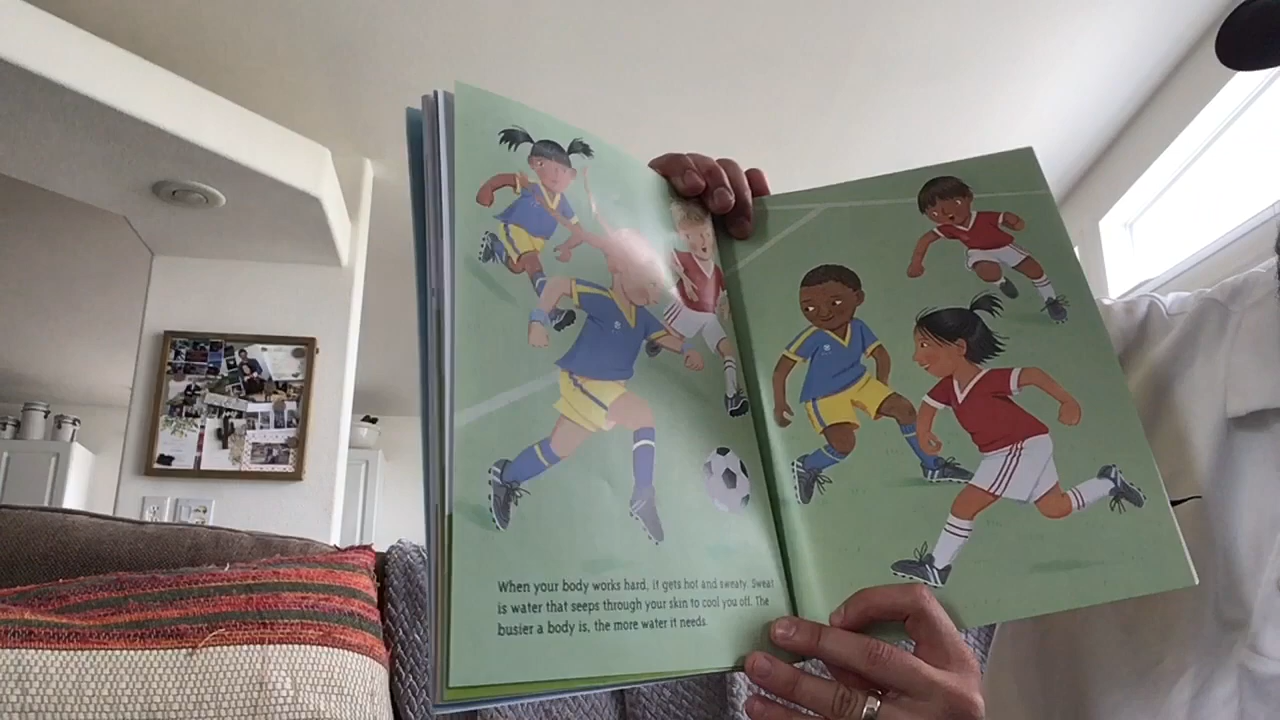 When your body works hard, it gets hot and sweaty. Sweat
is water that seeps through your skin to cool you off. The
busier a body is, the more water it needs.